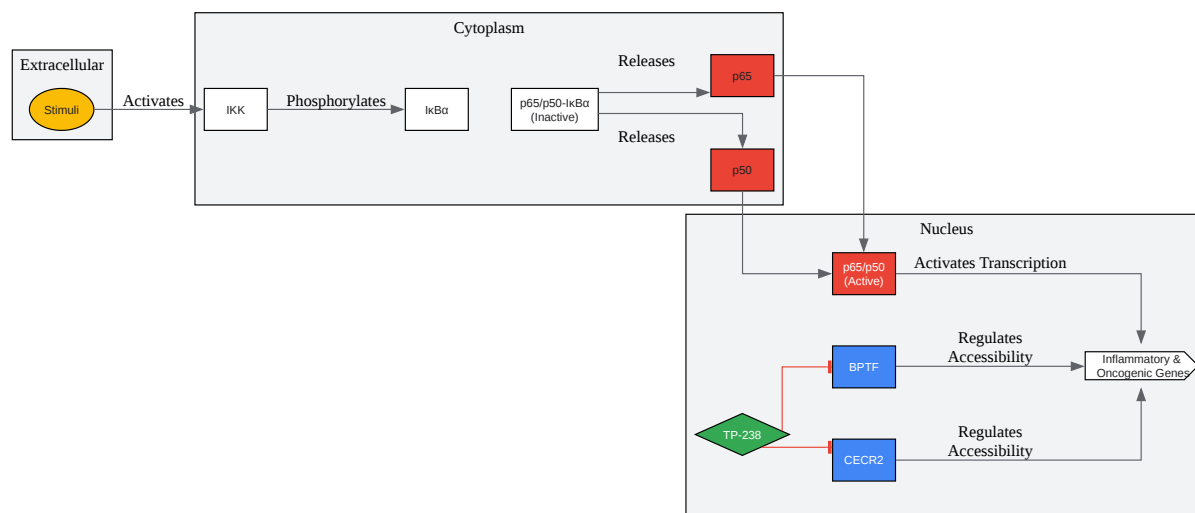 Cytoplasm
Extracellular
Releases
Stimuli
Activates
IKK
Phosphorylates
IκBα
p65/p50-IκBα
(Inactive)
p65
Releases
p50
Nucleus
p65/p50
(Active)
Activates Transcription
Regulates
Accessibility
BPTF
Inflammatory &
Oncogenic Genes
TP-238
Regulates
Accessibility
CECR2